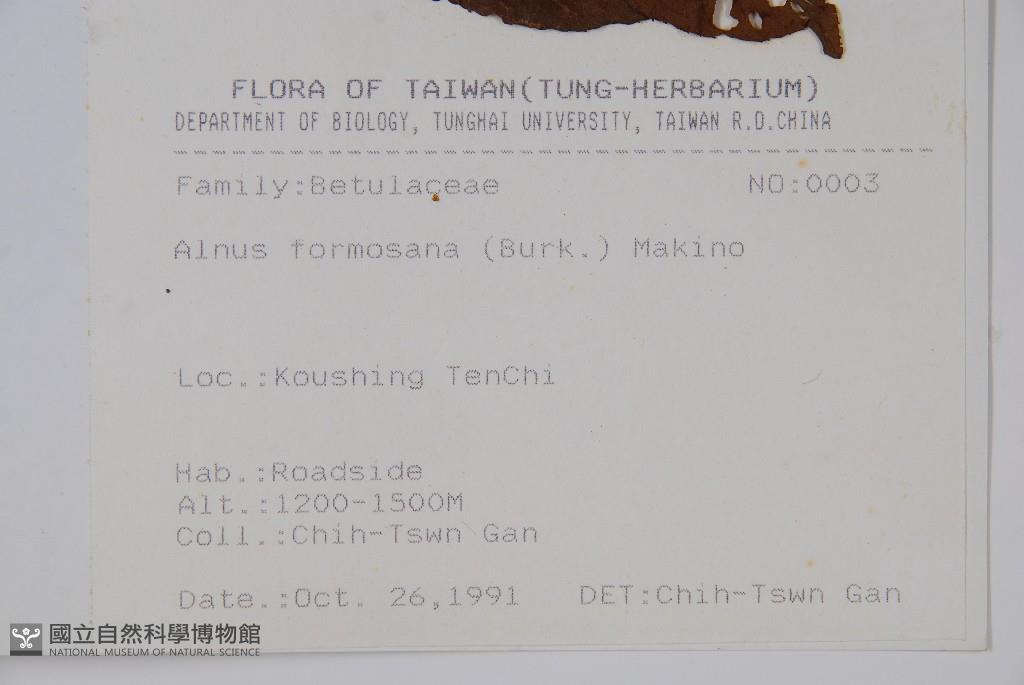 FLORA OF TAIWAN(TUNG-HERBARIUM)
DEPARTMENT OF BIOLOGY, TUNGHAI UNIVERSITY, TAIWAN R.O.CHINA
Family:Betulaceae NO:0003
Alnus formosana (Burk.) Makino
Loc.:Koushing TenChi
Hab.:Roadside
Alt.:1200-1500M
Coll.:Chih-Tswn Gan
Date.:Oct. 26,1991 DET:Chih-Tswn Gan
國立自然科學博物館
NATIONAL MUSEUM OF NATURAL SCIENCE